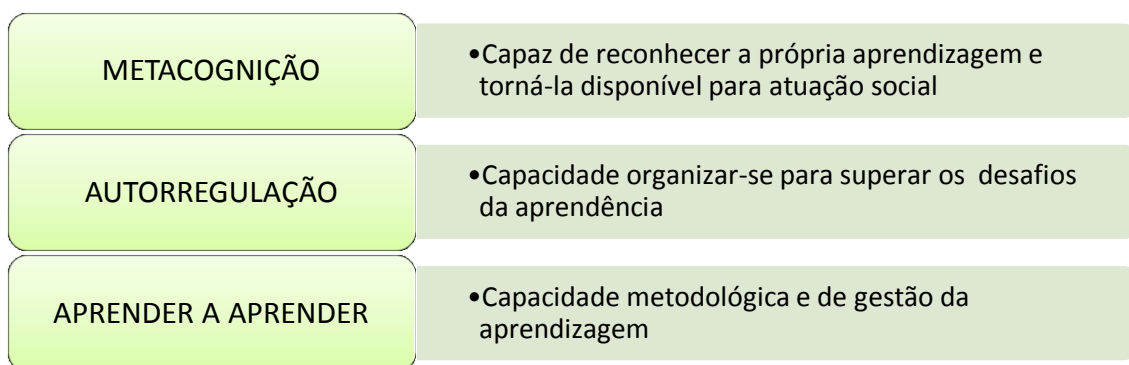 METACOGNIÇÃO
•Capaz de reconhecer a própria aprendizagem e
torná-la disponível para atuação social
AUTORREGULAÇÃO
•Capacidade organizar-se para superar os desafios
da aprendência
APRENDER A APRENDER
•Capacidade metodológica e de gestão da
aprendizagem